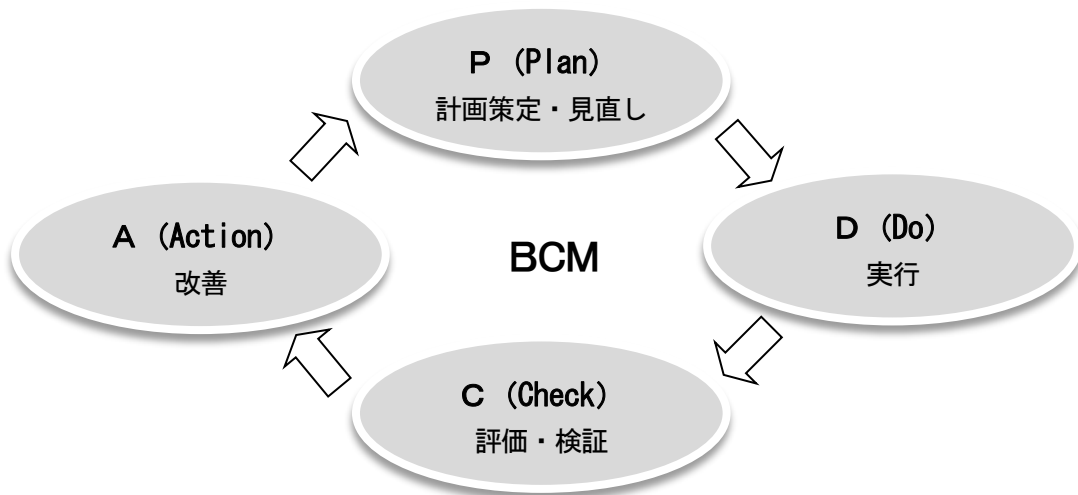 P (Plan)
計画策定・見直し
A (Action)
改善
BCM
D (Do)
実行
C (Check)
評価・検証